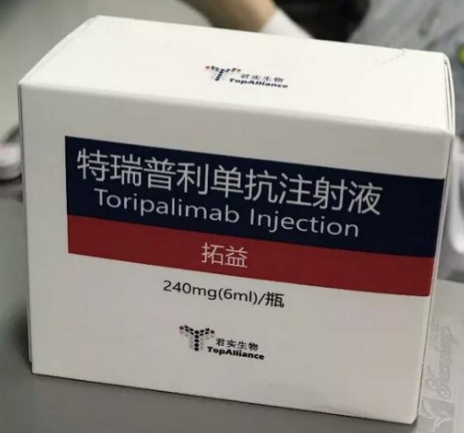 君实生物
TopAlliance
特瑞普利单抗注射液
Toripalimab Injection
拓益
240mg(6ml)/瓶
君实生物
TopAlliance